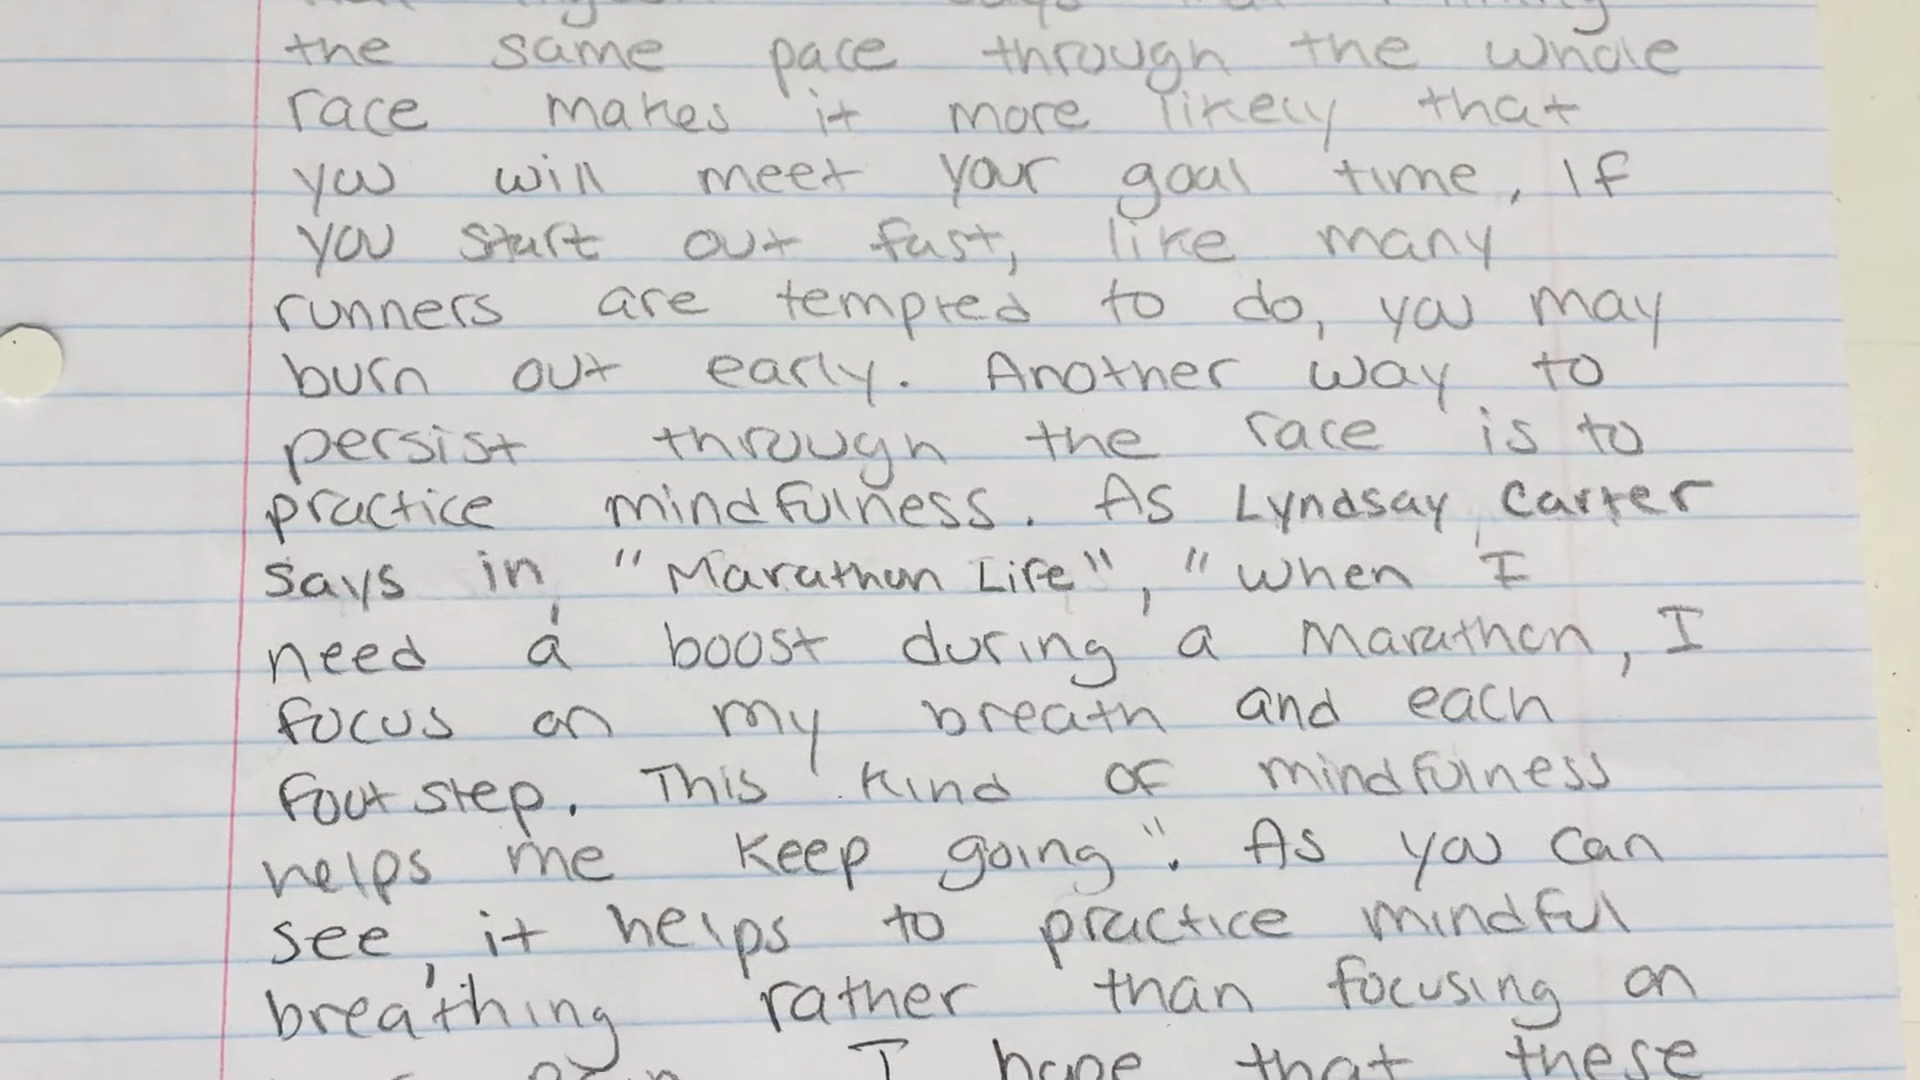 the same pace through the whole
race makes it more likely that
you will meet your goal time, If
you start out fast, like many
runners are tempted to do, you may
burn out early. Another way to
persist through the race is to
practice mindfulness. As Lyndsay Carter
says in, "Marathon Life", "When I
need a boost during a Marathon, I
focus on my breath and each
foot step. This kind of mindfulness
helps me keep going". As you can
see, it helps to practice mindful
breathing rather than focusing on
I hope that these